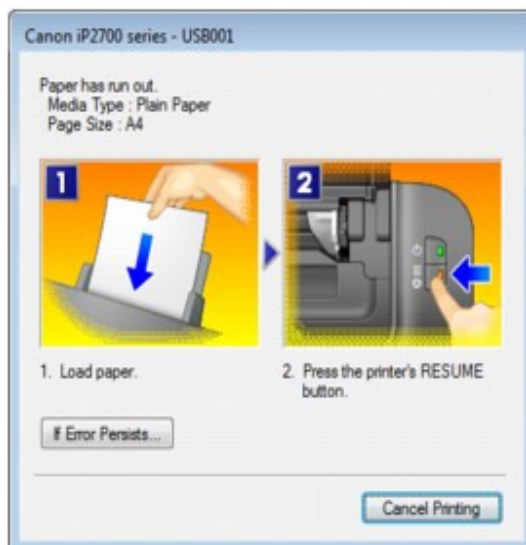 Canon iP2700 series - USB001
Paper has run out.
Media Type : Plain Paper
Page Size : A4
1
2
1. Load paper.
2. Press the printer's RESUME
button.
If Error Persists...
Cancel Printing